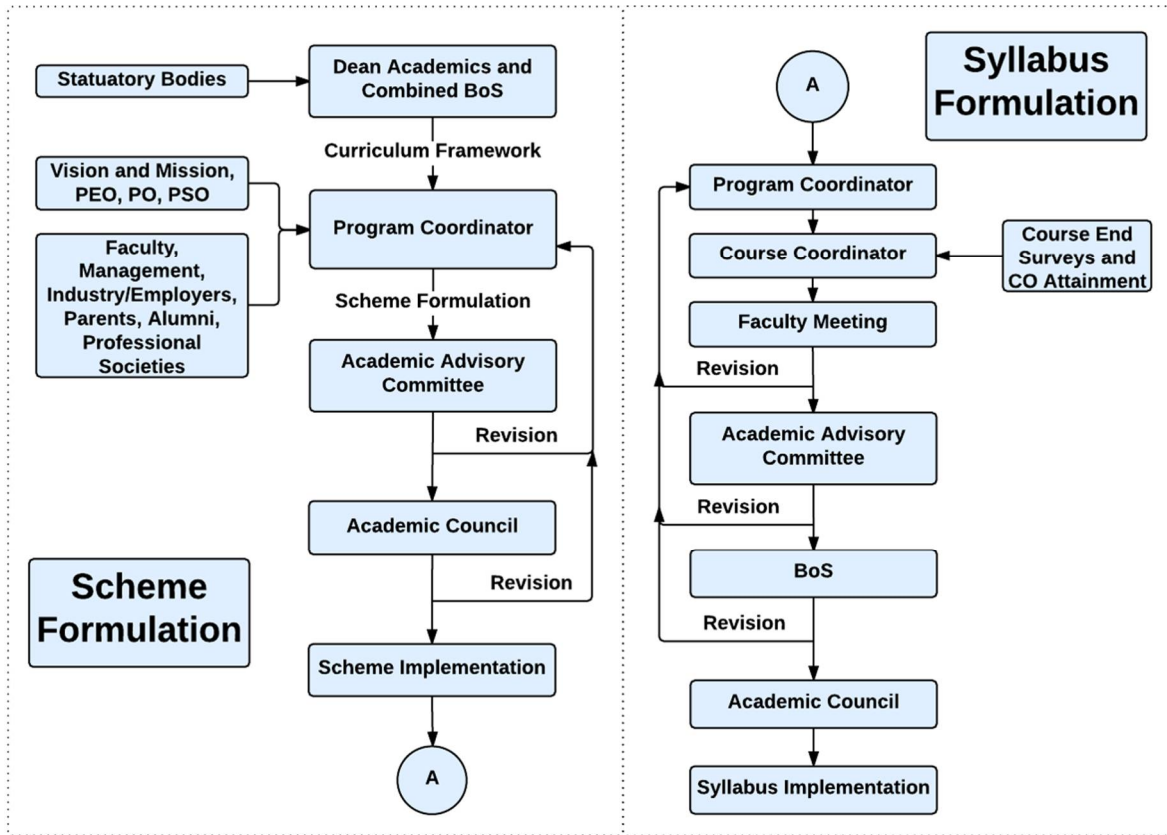 Statuatory Bodies
Dean Academics and
Combined BoS
Curriculum Framework
Vision and Mission,
PEO, PO, PSO
Program Coordinator
Faculty,
Management,
Industry/Employers,
Parents, Alumni,
Professional
Societies
Scheme Formulation
Academic Advisory
Committee
Revision
Academic Council
Revision
Scheme
Formulation
Scheme Implementation
A
Syllabus
Formulation
A
Program Coordinator
Course Coordinator
Course End
Surveys and
CO Attainment
Faculty Meeting
Revision
Academic Advisory
Committee
Revision
BoS
Revision
Academic Council
Syllabus Implementation